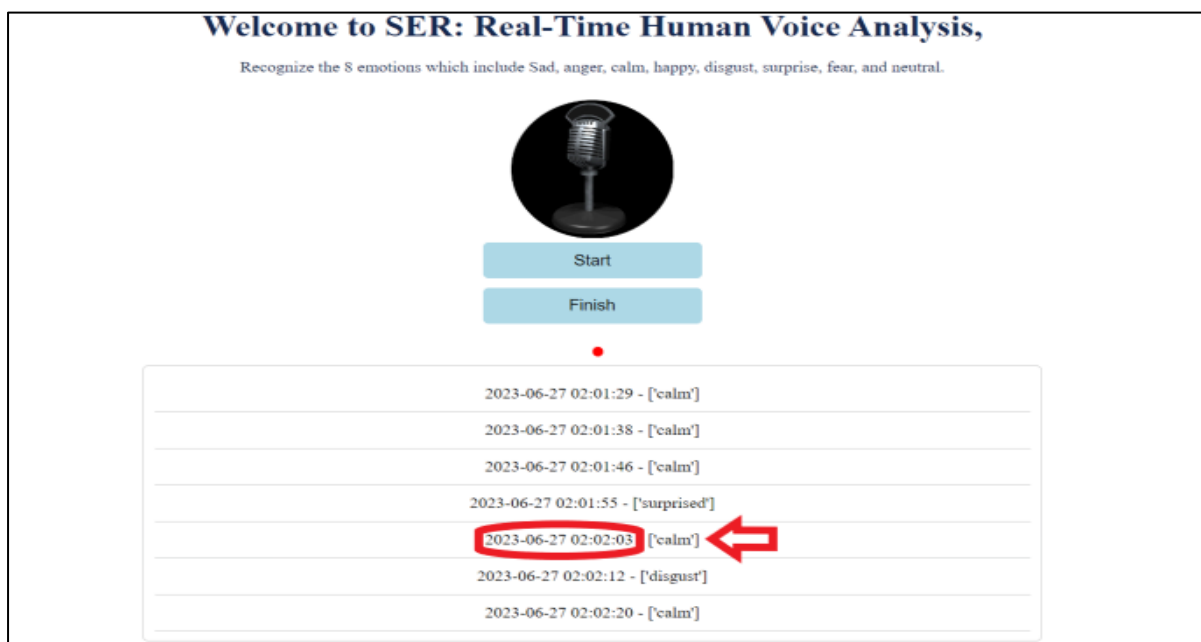 Welcome to SER: Real-Time Human Voice Analysis,
Recognize the 8 emotions which include Sad, anger, calm, happy, disgust, surprise, fear, and neutral.
Start
Finish
2023-06-27 02:01:29 - ['calm']
2023-06-27 02:01:38 - ['calm']
2023-06-27 02:01:46 - ['calm']
2023-06-27 02:01:55 - ['surprised']
2023-06-27 02:02:03 ['calm']
2023-06-27 02:02:12 - ['disgust']
2023-06-27 02:02:20 - ['calm']